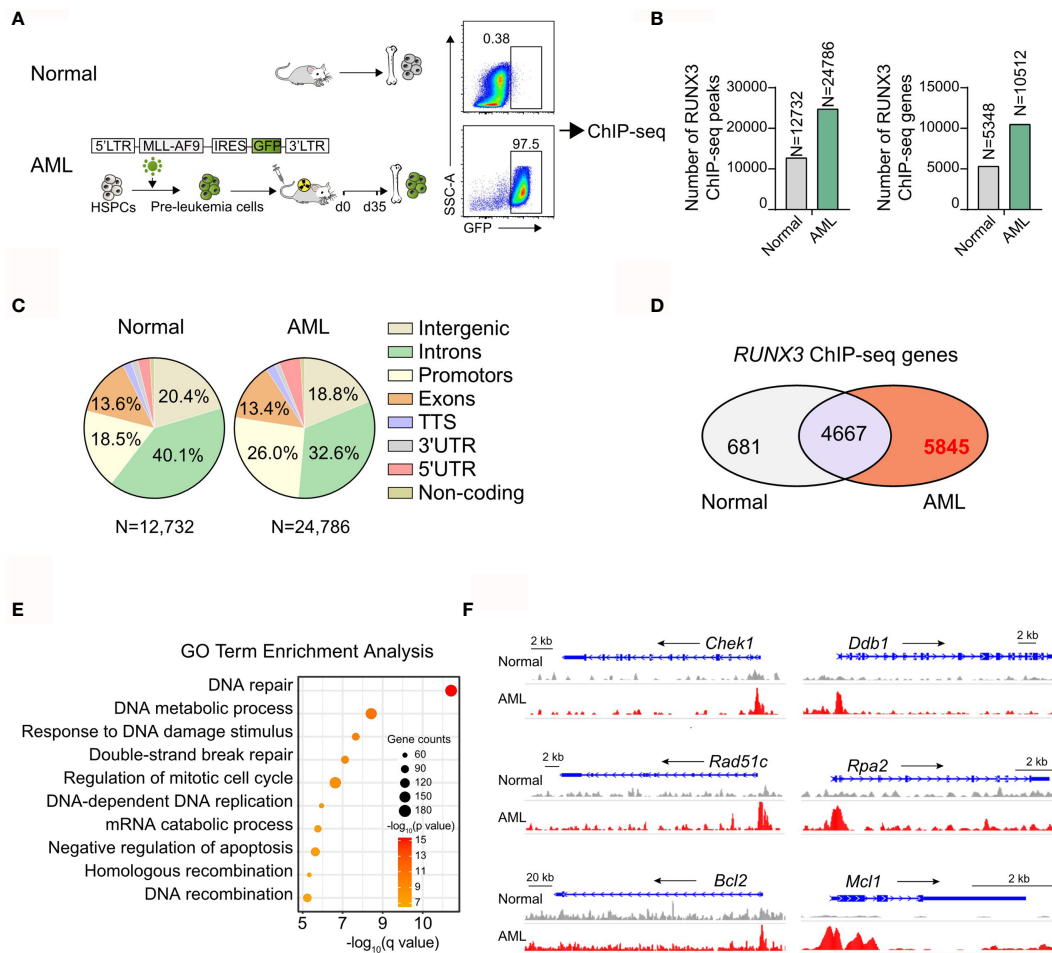 A
Normal
0.38
ChIP-seq
AML
5'LTR MLL-AF9 IRES GFP 3'LTR
HSPCs
Pre-leukemia cells
d0 d35
97.5
SSC-A
GFP
B
Number of RUNX3
ChIP-seq peaks
30000
20000
10000
0
N=12732
N=24786
Normal
AML
Number of RUNX3
ChIP-seq genes
15000
10000
5000
0
N=5348
N=10512
Normal
AML
C
Normal
AML
20.4%
40.1%
18.5%
13.6%
18.8%
32.6%
26.0%
13.4%
N=12,732
N=24,786
Intergenic
Introns
Promotors
Exons
TTS
3'UTR
5'UTR
Non-coding
D
RUNX3 ChIP-seq genes
681
4667
5845
Normal
AML
E
GO Term Enrichment Analysis
DNA repair
DNA metabolic process
Response to DNA damage stimulus
Double-strand break repair
Regulation of mitotic cell cycle
DNA-dependent DNA replication
mRNA catabolic process
Negative regulation of apoptosis
Homologous recombination
DNA recombination
Gene counts
60
90
120
150
180
-log10(p value)
15
13
11
9
7
5 7 9 10
-log10(q value)
F
2 kb
Chek1
Normal
AML
Ddb1
2 kb
2 kb
Rad51c
Normal
AML
Rpa2
2 kb
20 kb
Bcl2
Normal
AML
Mcl1
2 kb